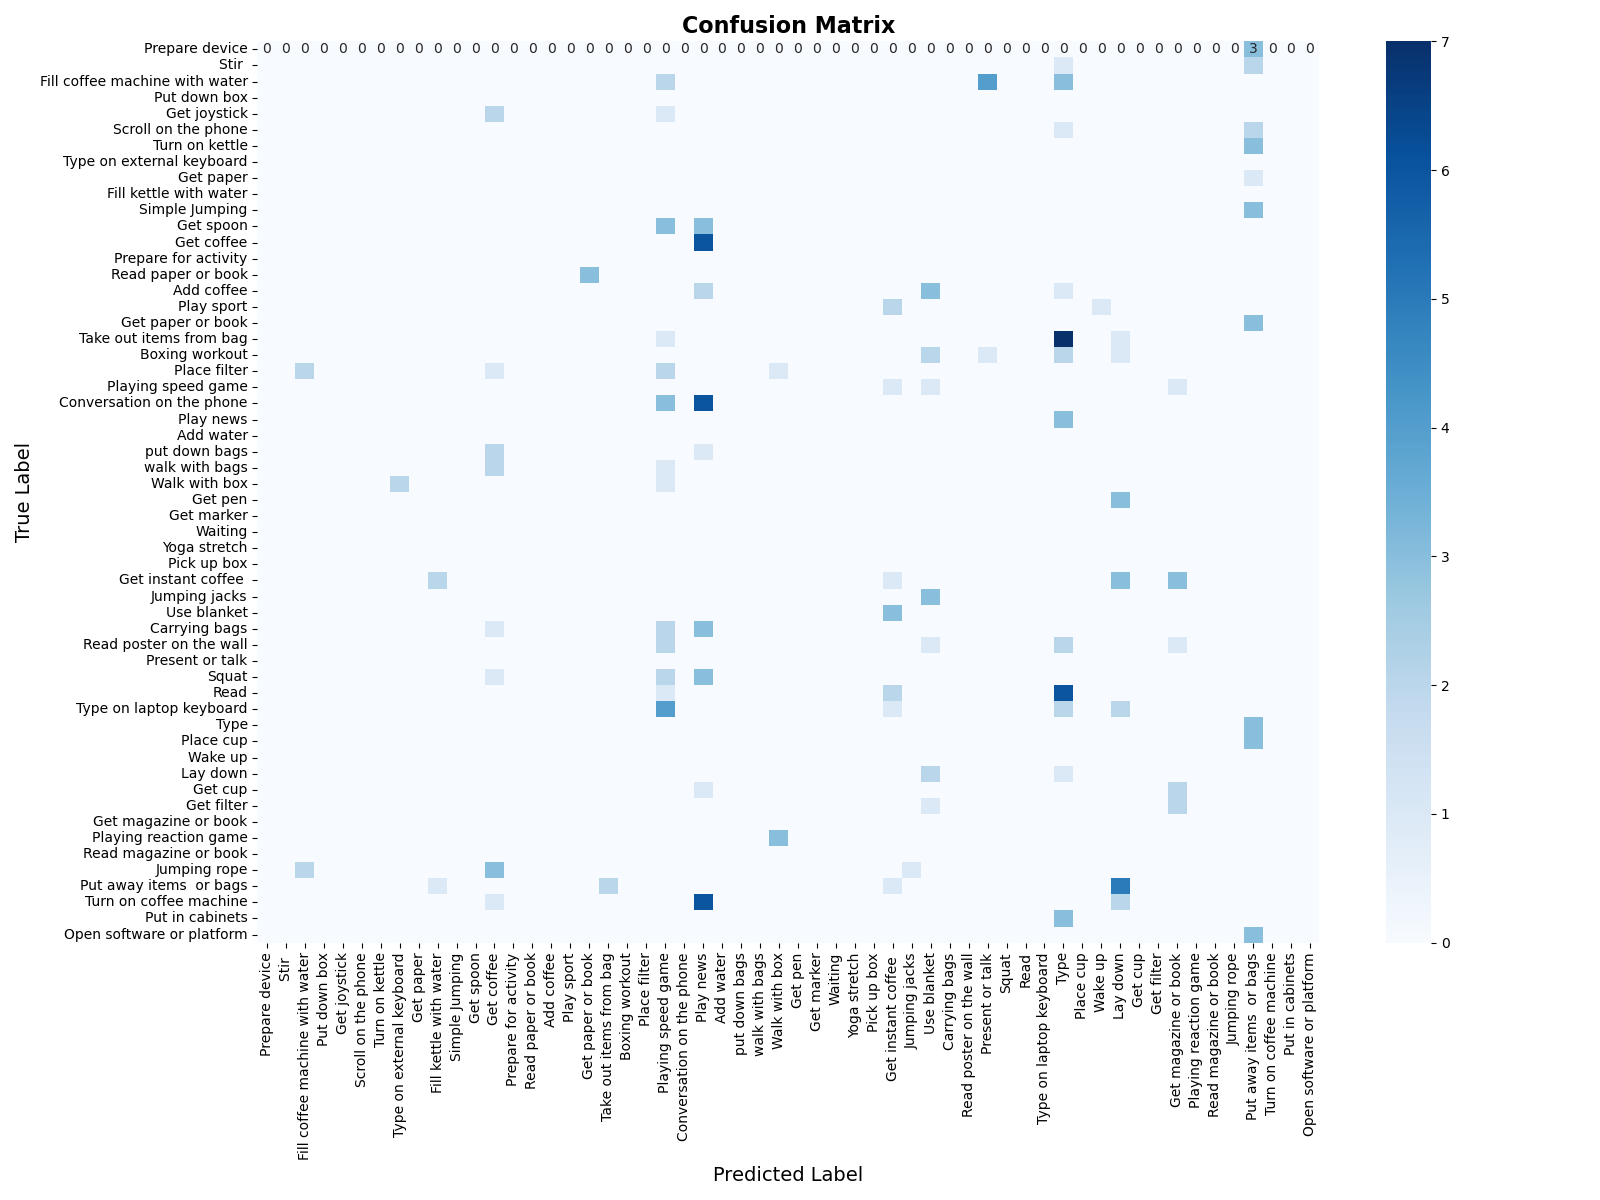 Confusion Matrix
Prepare device
Stir
Fill coffee machine with water
Put down box
Get joystick
Scroll on the phone
Turn on kettle
Type on external keyboard
Get paper
Fill kettle with water
Simple Jumping
Get spoon
Get coffee
Prepare for activity
Read paper or book
Add coffee
Play sport
Get paper or book
Take out items from bag
Boxing workout
Place filter
Playing speed game
Conversation on the phone
Play news
Add water
put down bags
walk with bags
Walk with box
Get pen
Get marker
Waiting
Yoga stretch
Pick up box
Get instant coffee
Jumping jacks
Use blanket
Carrying bags
Read poster on the wall
Present or talk
Squat
Read
Type on laptop keyboard
Type
Place cup
Wake up
Lay down
Get cup
Get filter
Get magazine or book
Playing reaction game
Read magazine or book
Jumping rope
Put away items  or bags
Turn on coffee machine
Put in cabinets
Open software or platform
True Label
0 0 0 0 0 0 0 0 0 0 0 0 0 0 0 0 0 0 0 0 0 0 0 0 0 0 0 0 0 0 0 0 0 0 0 0 0 0 0 0 0 0 0 0 0 0 0 0 0 0 0 0 3 0 0 0
Prepare device
Stir
Fill coffee machine with water
Put down box
Get joystick
Scroll on the phone
Turn on kettle
Type on external keyboard
Get paper
Fill kettle with water
Simple Jumping
Get spoon
Get coffee
Prepare for activity
Read paper or book
Add coffee
Play sport
Get paper or book
Take out items from bag
Boxing workout
Place filter
Playing speed game
Conversation on the phone
Play news
Add water
put down bags
walk with bags
Walk with box
Get pen
Get marker
Waiting
Yoga stretch
Pick up box
Get instant coffee
Jumping jacks
Use blanket
Carrying bags
Read poster on the wall
Present or talk
Squat
Read
Type on laptop keyboard
Type
Place cup
Wake up
Lay down
Get cup
Get filter
Get magazine or book
Playing reaction game
Read magazine or book
Jumping rope
Put away items  or bags
Turn on coffee machine
Put in cabinets
Open software or platform
Predicted Label
7
6
5
4
3
2
1
0